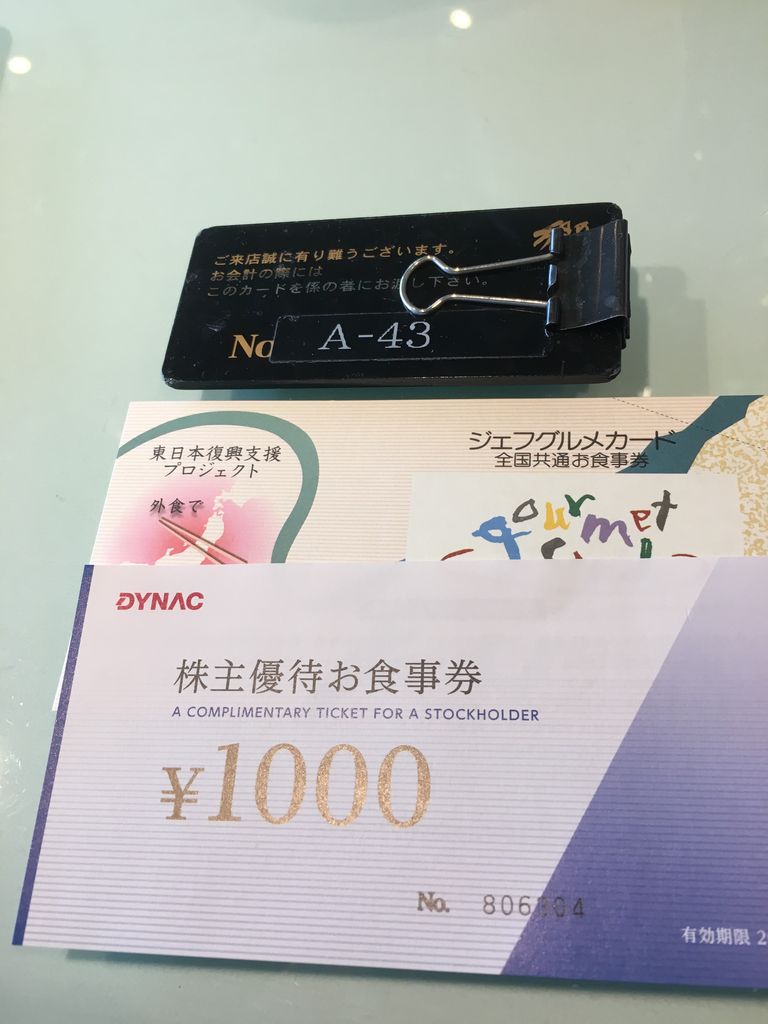 ご来店誠に有り難うございます。
お会計の際には
このカードを係の者にお渡し下さい。
No A-43
東日本復興支援
プロジェクト
外食で
ジェフグルメカード
全国共通お食事券
gourmet
DYNAC
株主優待お食事券
A COMPLIMENTARY TICKET FOR A STOCKHOLDER
¥1000
No.
有効期限 2